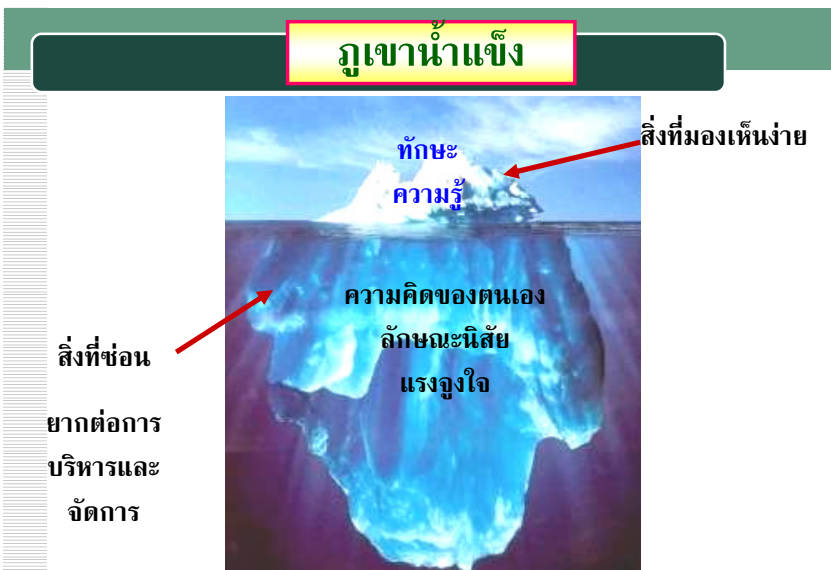 ภูเขาน้ำแข็ง
ทักษะ
ความรู้
สิ่งที่มองเห็นง่าย
ความคิดของตนเอง
ลักษณะนิสัย
แรงจูงใจ
สิ่งที่ซ่อน
ยากต่อการ
บริหารและ
จัดการ